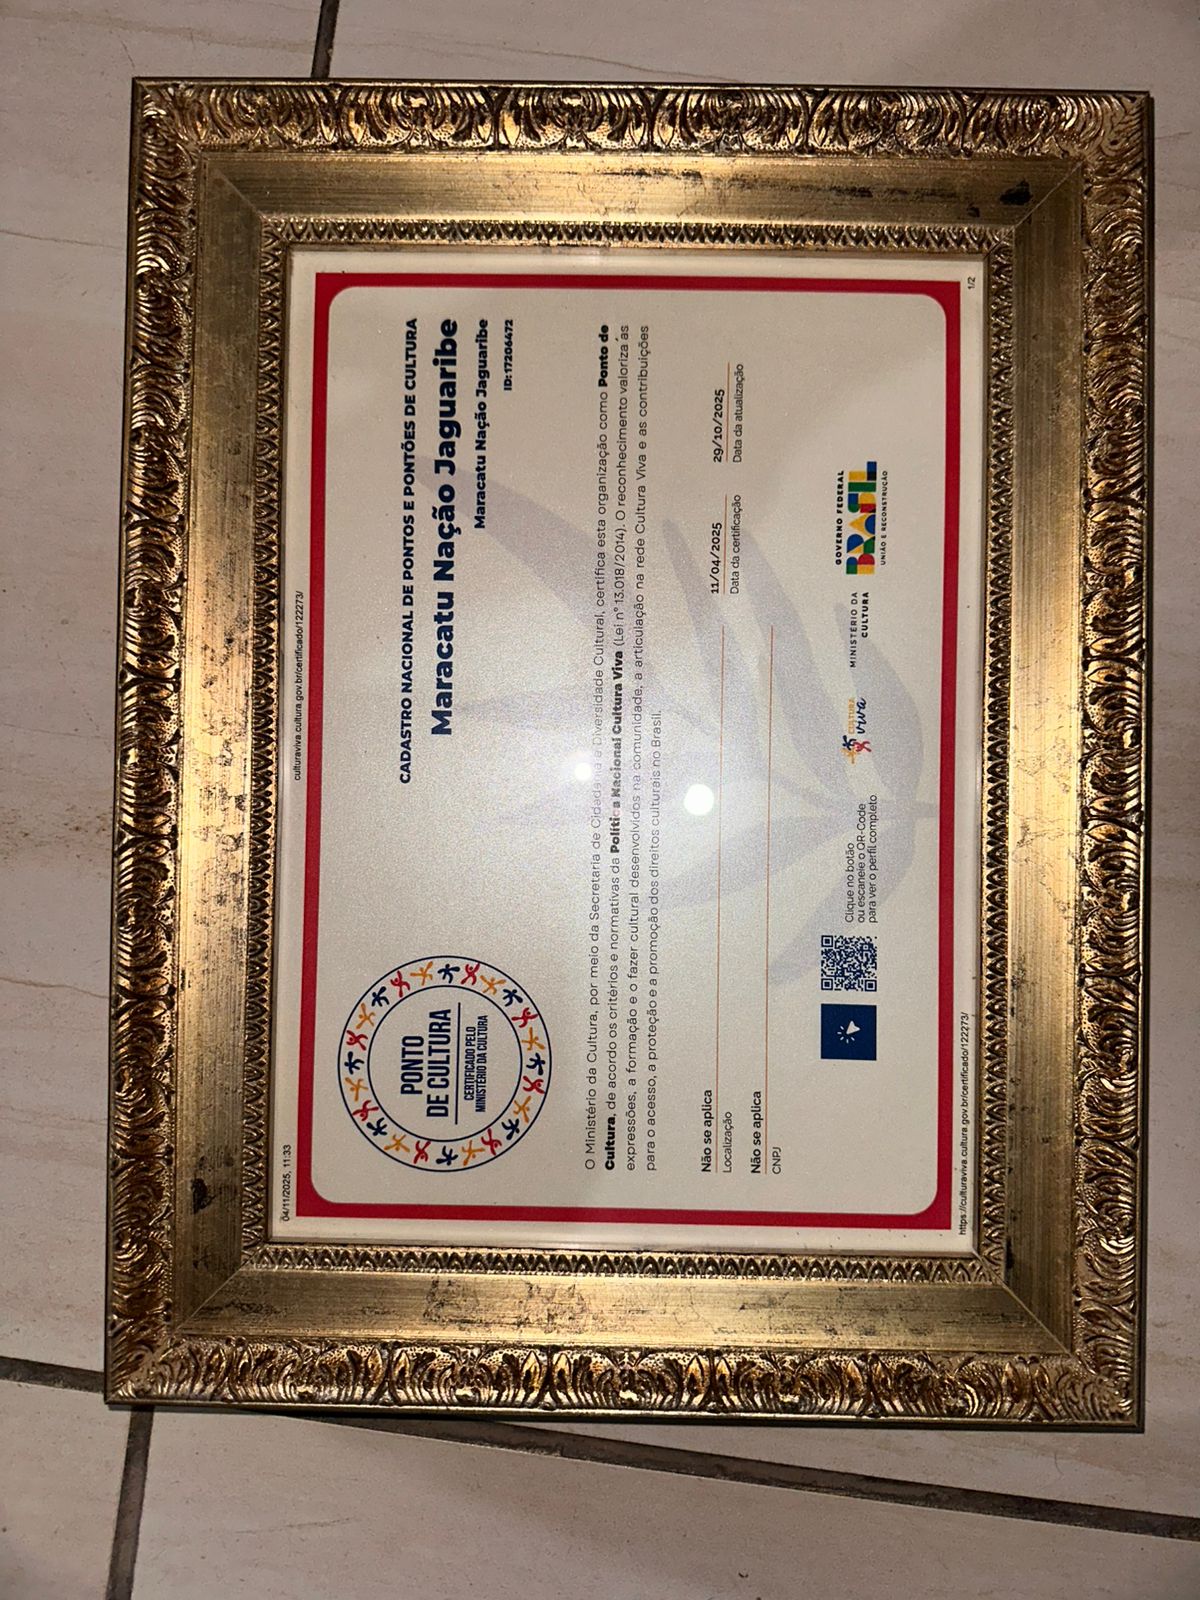 04/11/2025, 11:33
culturaviva.cultura.gov.br/certificado/122273/
PONTO
DE CULTURA
CERTIFICADO PELO
MINISTÉRIO DA CULTURA
CADASTRO NACIONAL DE PONTOS E PONTÕES DE CULTURA
Maracatu Nação Jaguaribe
Maracatu Nação Jaguaribe
ID: 17206472
O Ministério da Cultura, por meio da Secretaria de Cidadania e Diversidade Cultural, certifica esta organização como Ponto de
Cultura, de acordo os critérios e normativas da Política Nacional Cultura Viva (Lei nº 13.018/2014). O reconhecimento valoriza as
expressões, a formação e o fazer cultural desenvolvidos na comunidade, a articulação na rede Cultura Viva e as contribuições
para o acesso, a proteção e a promoção dos direitos culturais no Brasil.
Não se aplica
Localização
11/04/2025
Data da certificação
29/10/2025
Data da atualização
Não se aplica
CNPJ
Clique no botão
ou escaneie o QR-Code
para ver o perfil completo
CULTURA
viva
MINISTÉRIO DA
CULTURA
GOVERNO FEDERAL
BRASIL
UNIÃO E RECONSTRUÇÃO
https://culturaviva.cultura.gov.br/certificado/122273/
1/2